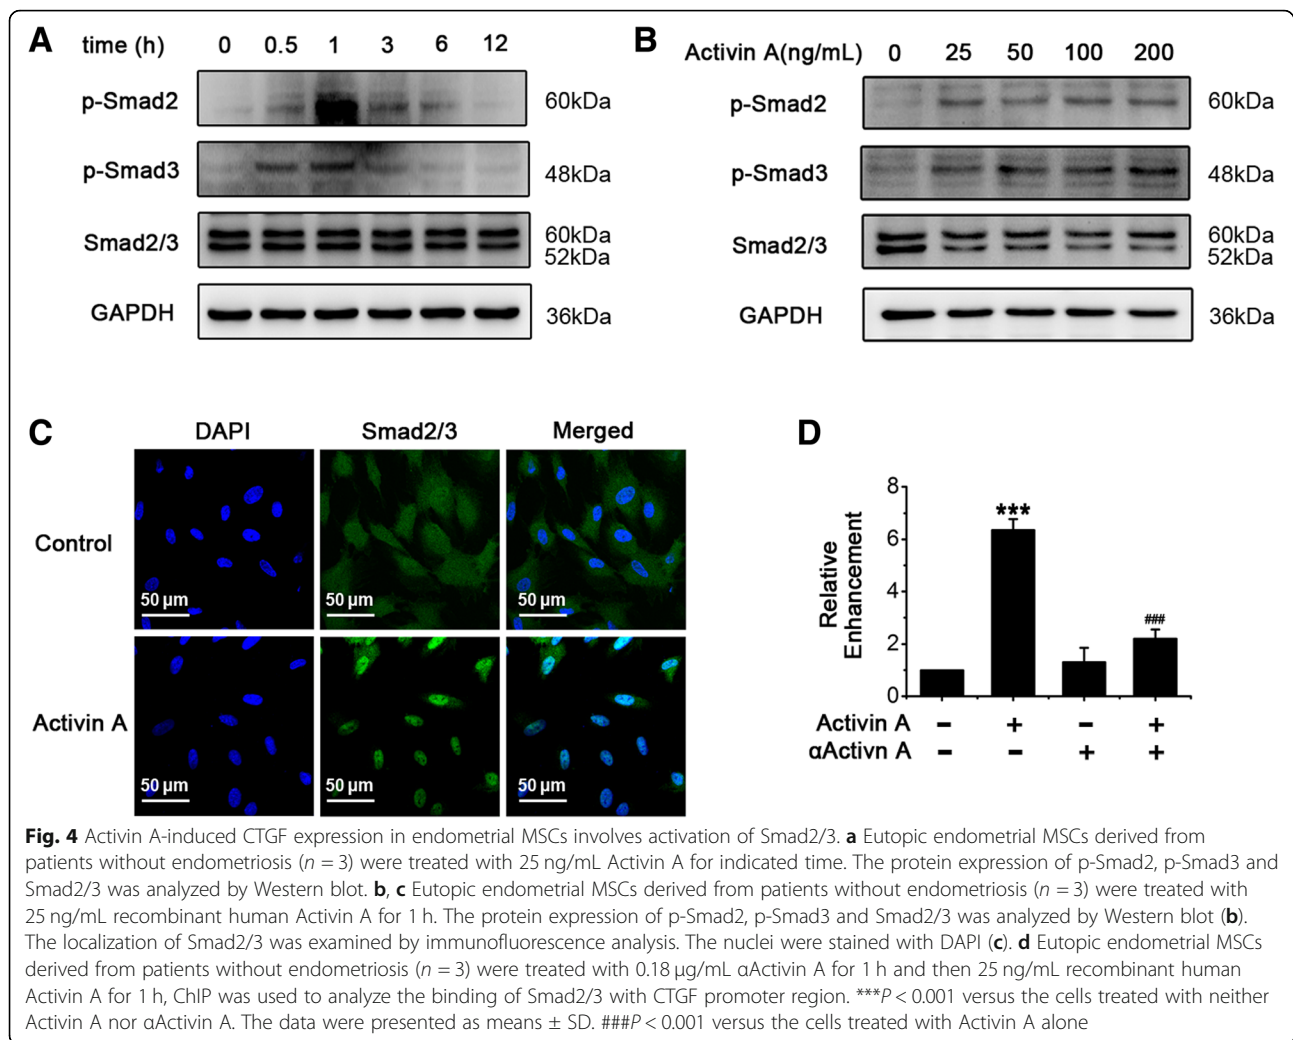 A time (h) 0 0.5 1 3 6 12
p-Smad2 60kDa
p-Smad3 48kDa
Smad2/3 60kDa
52kDa
GAPDH 36kDa
B Activin A(ng/mL) 0 25 50 100 200
p-Smad2 60kDa
p-Smad3 48kDa
Smad2/3 60kDa
52kDa
GAPDH 36kDa
C DAPI Smad2/3 Merged
Control
50 µm 50 µm 50 µm
Activin A
50 µm 50 µm 50 µm
D
Relative
Enhancement
8
6
4
2
0
***
###
Activin A - + - +
αActivn A - - + +
Fig. 4 Activin A-induced CTGF expression in endometrial MSCs involves activation of Smad2/3. a Eutopic endometrial MSCs derived from
patients without endometriosis (n = 3) were treated with 25 ng/mL Activin A for indicated time. The protein expression of p-Smad2, p-Smad3 and
Smad2/3 was analyzed by Western blot. b, c Eutopic endometrial MSCs derived from patients without endometriosis (n = 3) were treated with
25 ng/mL recombinant human Activin A for 1 h. The protein expression of p-Smad2, p-Smad3 and Smad2/3 was analyzed by Western blot (b).
The localization of Smad2/3 was examined by immunofluorescence analysis. The nuclei were stained with DAPI (c). d Eutopic endometrial MSCs
derived from patients without endometriosis (n = 3) were treated with 0.18 µg/mL αActivin A for 1 h and then 25 ng/mL recombinant human
Activin A for 1 h, ChIP was used to analyze the binding of Smad2/3 with CTGF promoter region. ***P < 0.001 versus the cells treated with neither
Activin A nor αActivin A. The data were presented as means ± SD. ###P < 0.001 versus the cells treated with Activin A alone